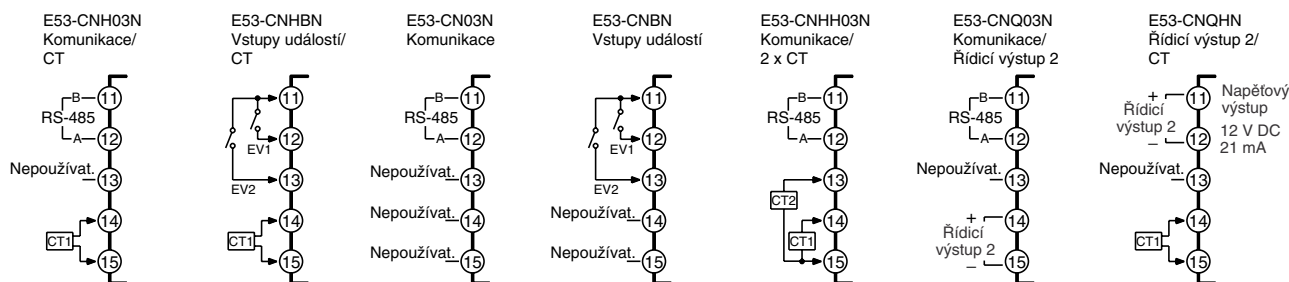 E53-CNH03N
Komunikace/
CT
B
11
RS-485
A
12
Nepoužívat.
13
14
CT1
15
E53-CNHBN
Vstupy událostí/
CT
11
12
EV1
13
EV2
14
CT1
15
E53-CN03N
Komunikace
B
11
RS-485
A
12
Nepoužívat.
13
Nepoužívat.
14
Nepoužívat.
15
E53-CNBN
Vstupy událostí
11
12
EV1
13
EV2
Nepoužívat.
14
Nepoužívat.
15
E53-CNHH03N
Komunikace/
2 x CT
B
11
RS-485
A
12
13
CT2
14
CT1
15
E53-CNQ03N
Komunikace/
Řídicí výstup 2
B
11
RS-485
A
12
Nepoužívat.
13
+
14
Řídicí
výstup 2
–
15
E53-CNQHN
Řídicí výstup 2/
CT
+
11
Napěťový
výstup
Řídicí
výstup 2
–
12
12 V DC
21 mA
Nepoužívat.
13
14
CT1
15